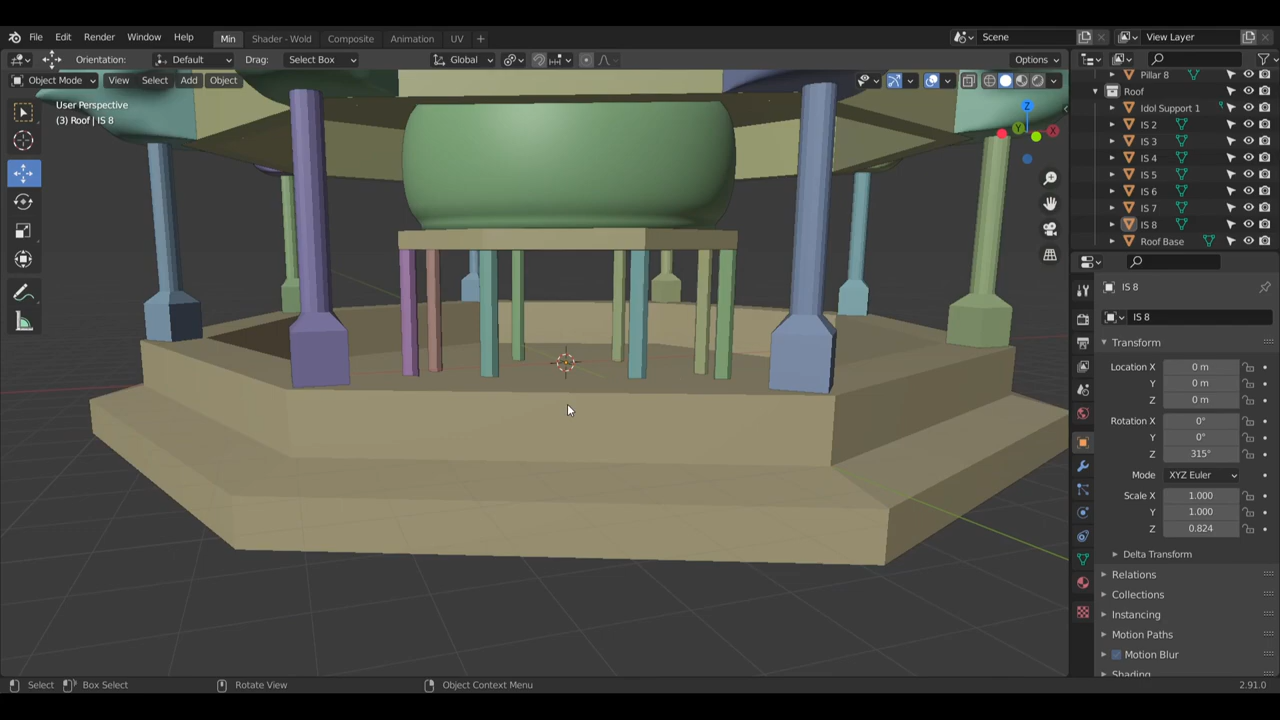 File Edit Render Window Help Min Shader - Wold Composite Animation UV + Scene View Layer
Orientation: Default Drag: Select Box Global Options
Object Mode View Select Add Object
User Perspective
(3) Roof | IS 8
Z
Y
X
Pillar 8
Roof
Idol Support 1
IS 2
IS 3
IS 4
IS 5
IS 6
IS 7
IS 8
Roof Base
IS 8
IS 8
Transform
Location X 0 m
Y 0 m
Z 0 m
Rotation X 0°
Y 0°
Z 315°
Mode XYZ Euler
Scale X 1.000
Y 1.000
Z 0.824
Delta Transform
Relations
Collections
Instancing
Motion Paths
Motion Blur
Shading
Select Box Select Rotate View Object Context Menu 2.91.0